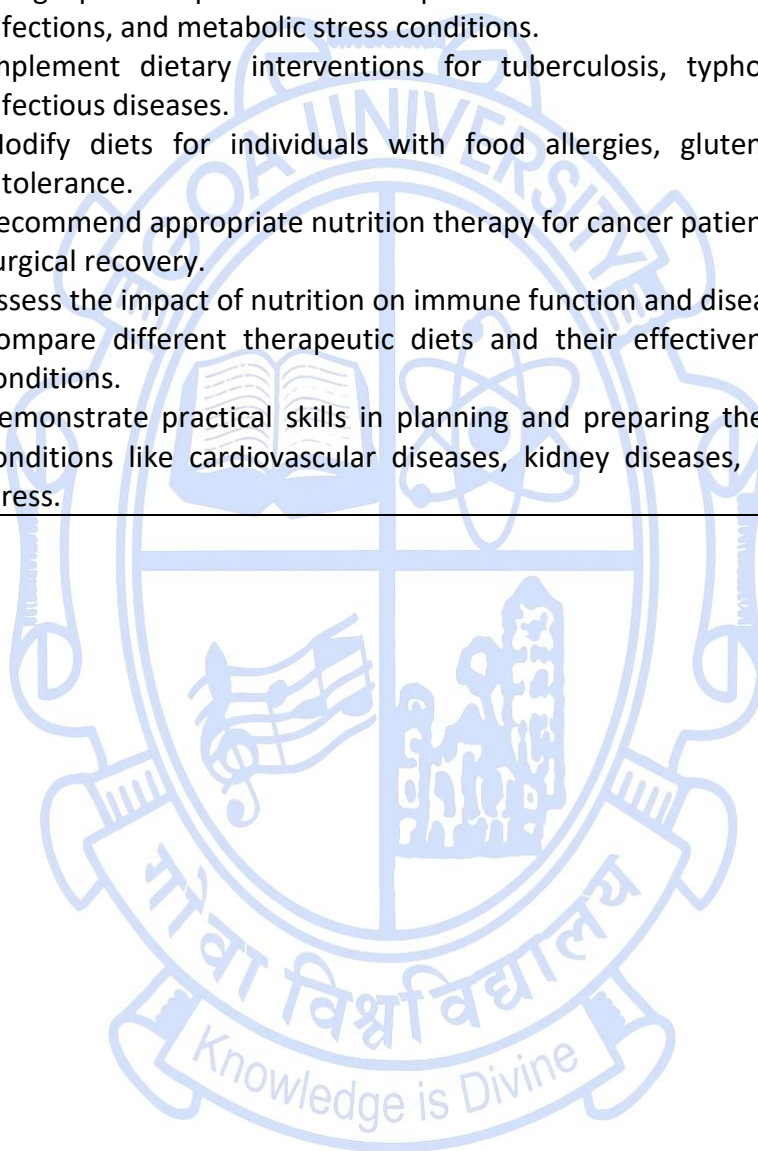 fections, and metabolic stress conditions.
mplement dietary interventions for tuberculosis, typho
fectious diseases.
Modify diets for individuals with food allergies, gluten
tolerance.
ecommend appropriate nutrition therapy for cancer patien
urgical recovery.
ssess the impact of nutrition on immune function and disea
ompare different therapeutic diets and their effectiven
onditions.
emonstrate practical skills in planning and preparing the
onditions like cardiovascular diseases, kidney diseases,
ress.
GOA UNIVERSITY
गोंवा विश्वविद्यालय
Knowledge is Divine